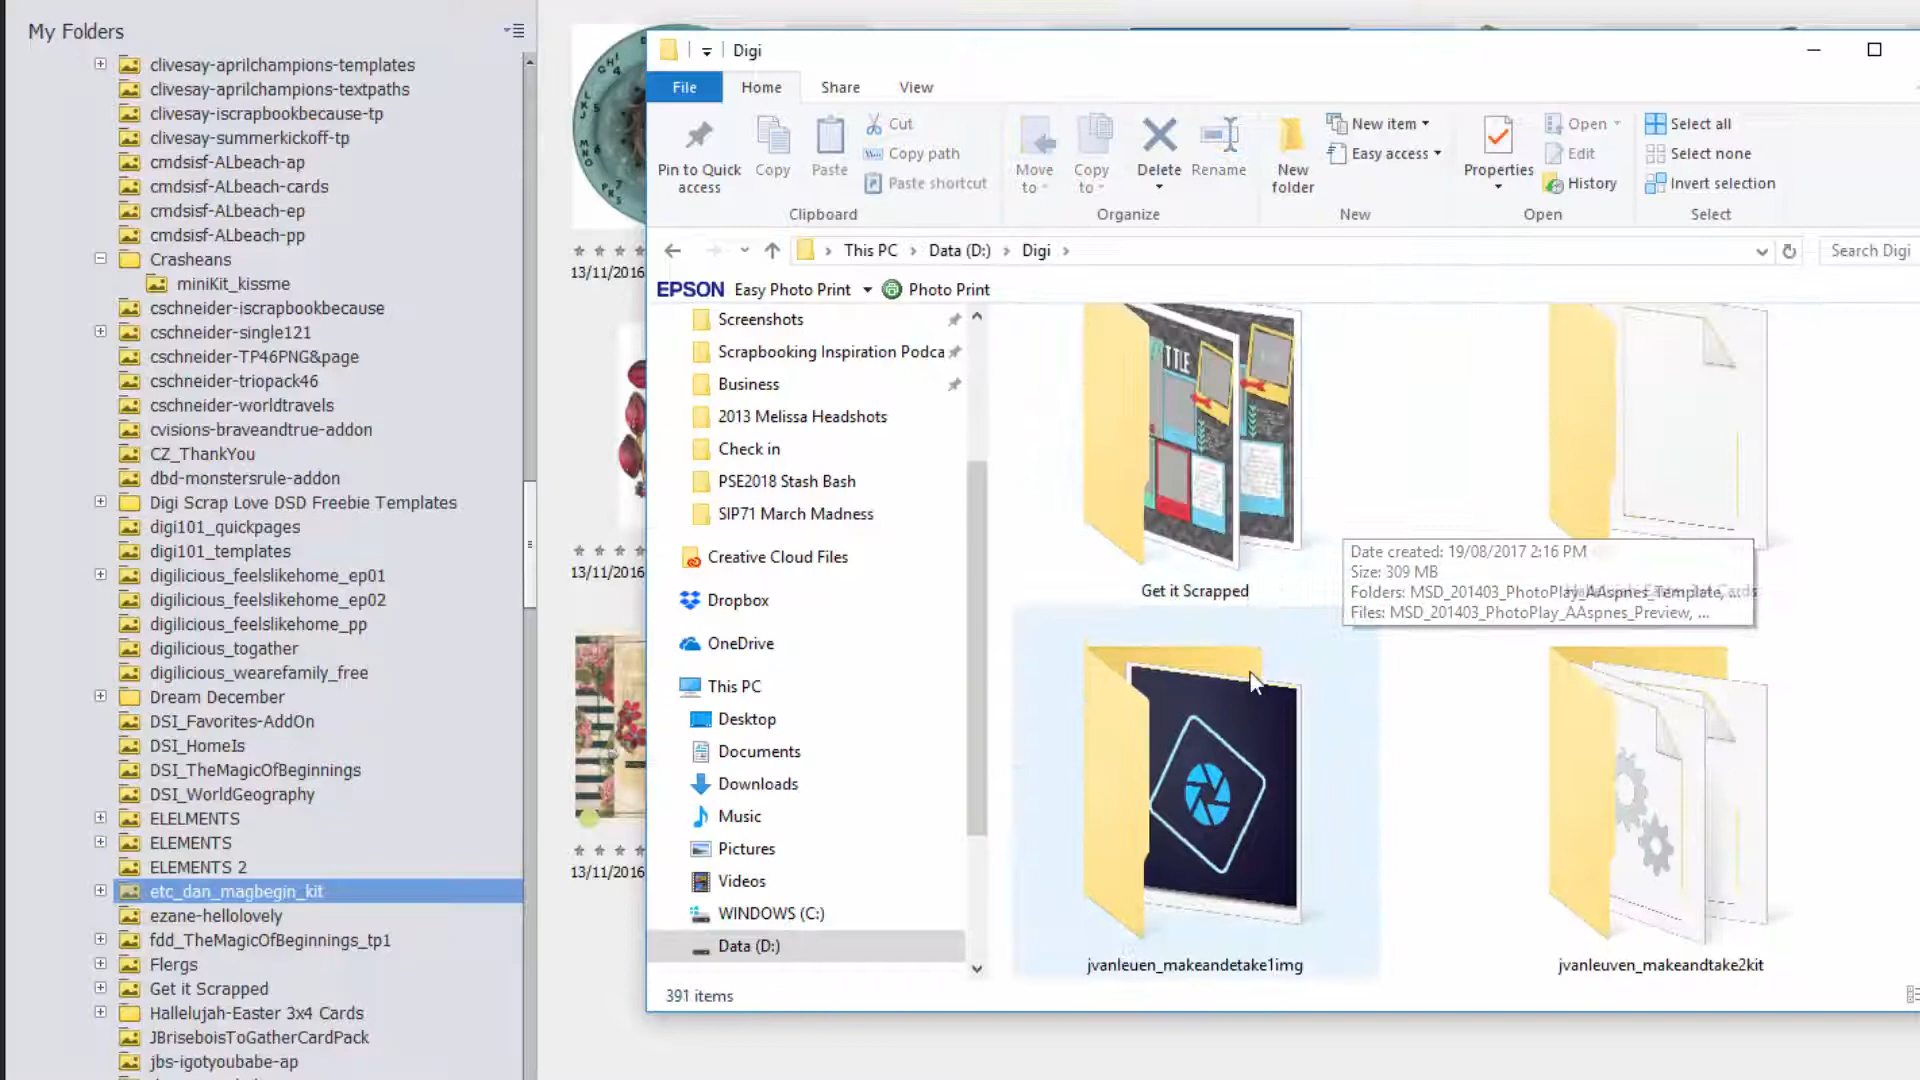 My Folders
clivesay-aprilchampions-templates
clivesay-aprilchampions-textpaths
clivesay-iscrapbookbecause-tp
clivesay-summerkickoff-tp
cmdsisf-ALbeach-ap
cmdsisf-ALbeach-cards
cmdsisf-ALbeach-ep
cmdsisf-ALbeach-pp
Crasheans
miniKit_kissme
cschneider-iscrapbookbecause
cschneider-single121
cschneider-TP46PNG&page
cschneider-triopack46
cschneider-worldtravels
cvisions-braveandtrue-addon
CZ_ThankYou
dbd-monstersrule-addon
Digi Scrap Love DSD Freebie Templates
digi101_quickpages
digi101_templates
digilicious_feelslikehome_ep01
digilicious_feelslikehome_ep02
digilicious_feelslikehome_pp
digilicious_togather
digilicious_wearefamily_free
Dream December
DSI_Favorites-AddOn
DSI_HomeIs
DSI_TheMagicOfBeginnings
DSI_WorldGeography
ELELMENTS
ELEMENTS
ELEMENTS 2
etc_dan_magbegin_kit
ezane-hellolovely
fdd_TheMagicOfBeginnings_tp1
Flergs
Get it Scrapped
Hallelujah-Easter 3x4 Cards
JBriseboisToGatherCardPack
jbs-igotyoubabe-ap
13/11/2016
13/11/2016
13/11/2016
Digi
File Home Share View
Pin to Quick access
Copy
Paste
Cut
Copy path
Paste shortcut
Clipboard
Move to
Copy to
Delete
Rename
Organize
New folder
New item
Easy access
New
Properties
Open
Edit
History
Open
Select all
Select none
Invert selection
Select
This PC
Data (D:)
Digi
Search Digi
EPSON Easy Photo Print Photo Print
Screenshots
Scrapbooking Inspiration Podca
Business
2013 Melissa Headshots
Check in
PSE2018 Stash Bash
SIP71 March Madness
Creative Cloud Files
Dropbox
OneDrive
This PC
Desktop
Documents
Downloads
Music
Pictures
Videos
WINDOWS (C:)
Data (D:)
391 items
TLE
Get it Scrapped
Date created: 19/08/2017 2:16 PM
Size: 309 MB
Folders: MSD_201403_PhotoPlay_AAspnes_Template, ...
Files: MSD_201403_PhotoPlay_AAspnes_Preview, ...
jvanleuen_makeandetake1img
jvanleuven_makeandtake2kit